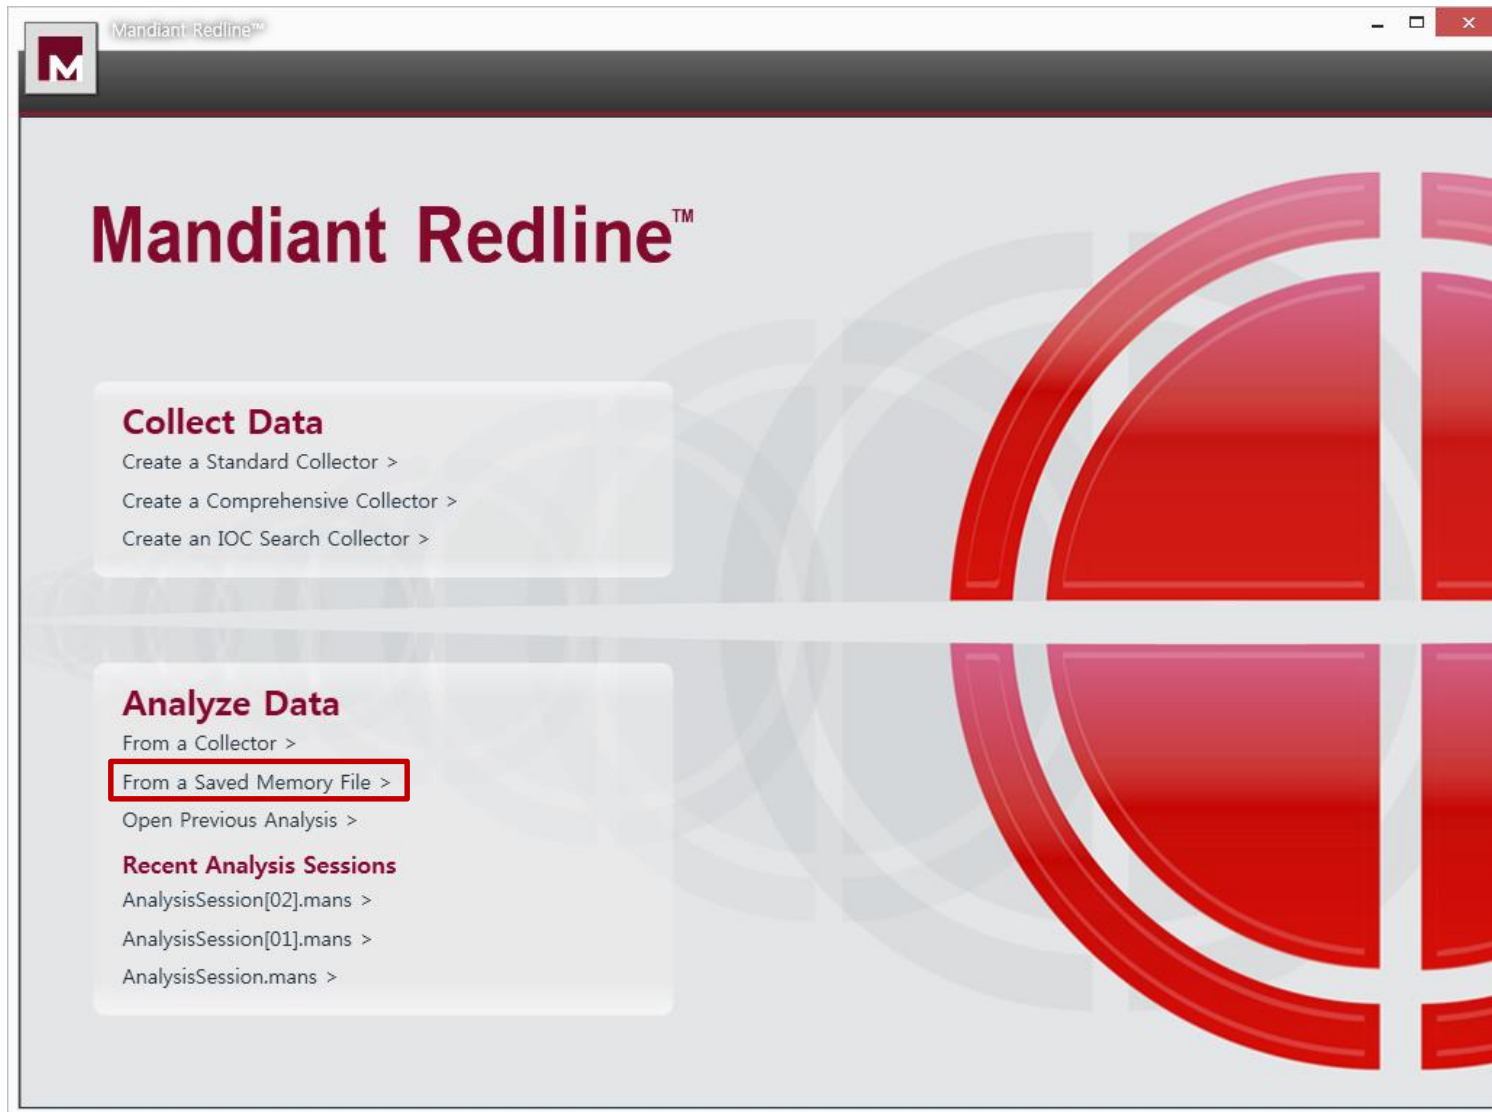 Mandiant Redline™
M
Mandiant Redline™
Collect Data
Create a Standard Collector >
Create a Comprehensive Collector >
Create an IOC Search Collector >
Analyze Data
From a Collector >
From a Saved Memory File >
Open Previous Analysis >
Recent Analysis Sessions
AnalysisSession[02].mans >
AnalysisSession[01].mans >
AnalysisSession.mans >